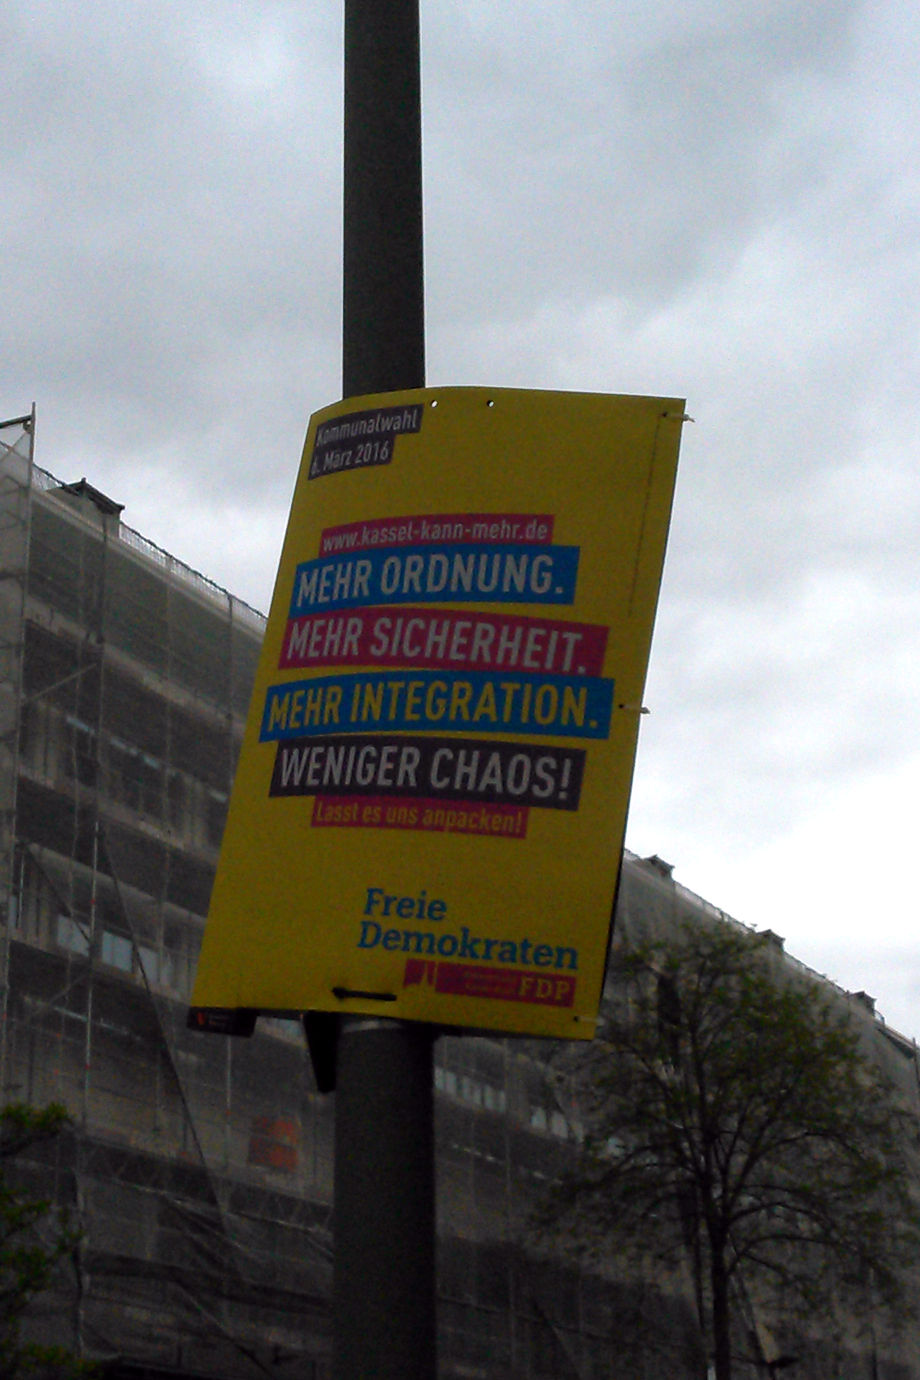 Kommunalwahl
6. März 2016
www.kassel-kann-mehr.de
MEHR ORDNUNG.
MEHR SICHERHEIT.
MEHR INTEGRATION.
WENIGER CHAOS!
Lasst es uns anpacken!
Freie
Demokraten
FDP